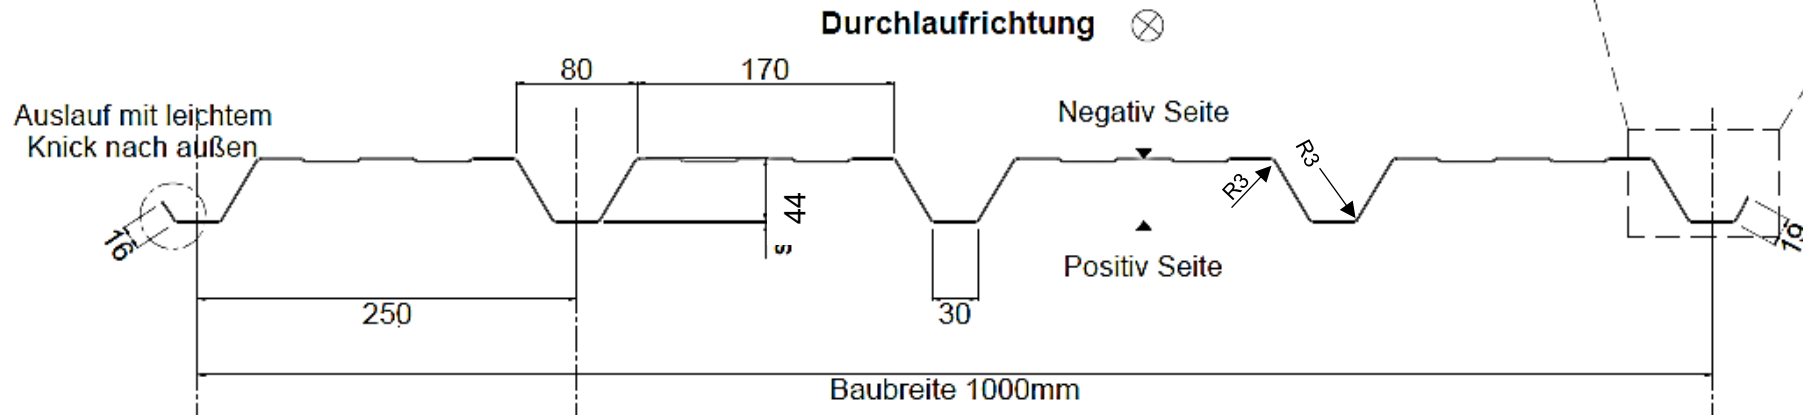 Durchlaufrichtung
80
170
Auslauf mit leichtem
Knick nach außen
Negativ Seite
R3
R3
44
s
16
19
Positiv Seite
250
30
Baubreite 1000mm